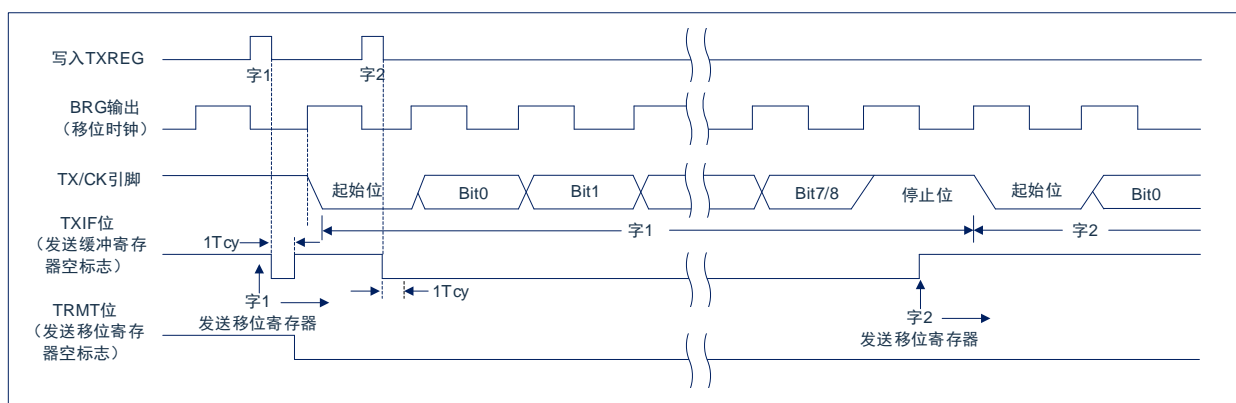 写入TXREG
字1
字2
BRG输出
（移位时钟）
TX/CK引脚
起始位
Bit0
Bit1
Bit7/8
停止位
起始位
Bit0
TXIF位
（发送缓冲寄存
器空标志）
1Tcy
字1
字2
1Tcy
字1
发送移位寄存器
字2
发送移位寄存器
TRMT位
（发送移位寄存
器空标志）